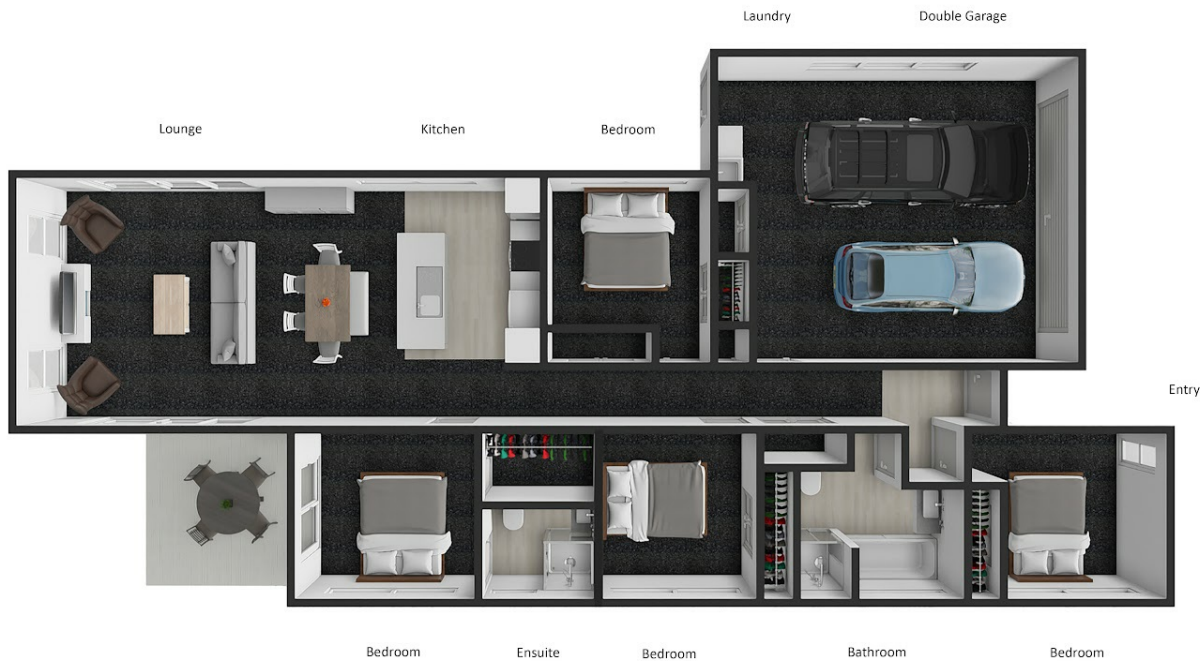 Laundry
Double Garage
Lounge
Kitchen
Bedroom
Entry
Bedroom
Ensuite
Bedroom
Bathroom
Bedroom